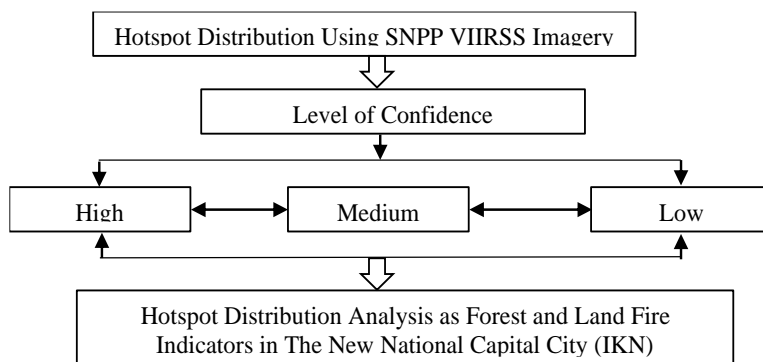 Hotspot Distribution Using SNPP VIIRSS Imagery
Level of Confidence
High
Medium
Low
Hotspot Distribution Analysis as Forest and Land Fire
Indicators in The New National Capital City (IKN)